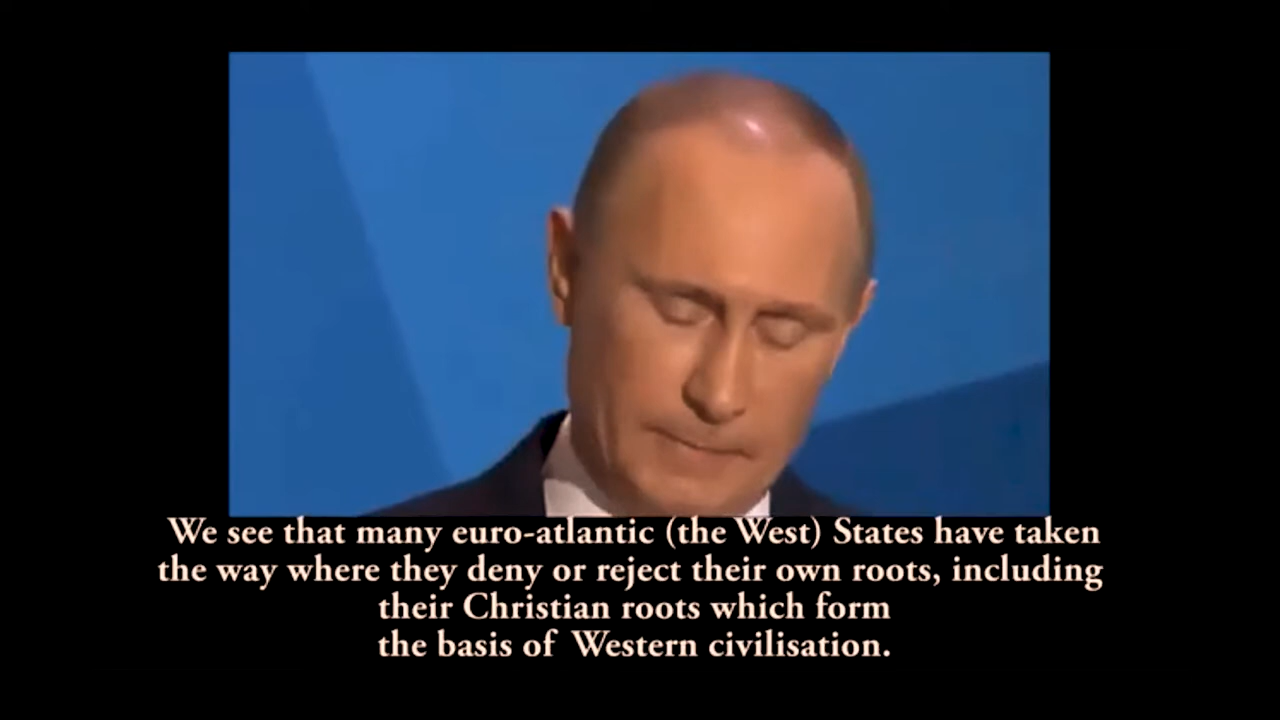 We see that many euro-atlantic (the West) States have taken
the way where they deny or reject their own roots, including
their Christian roots which form
the basis of Western civilisation.